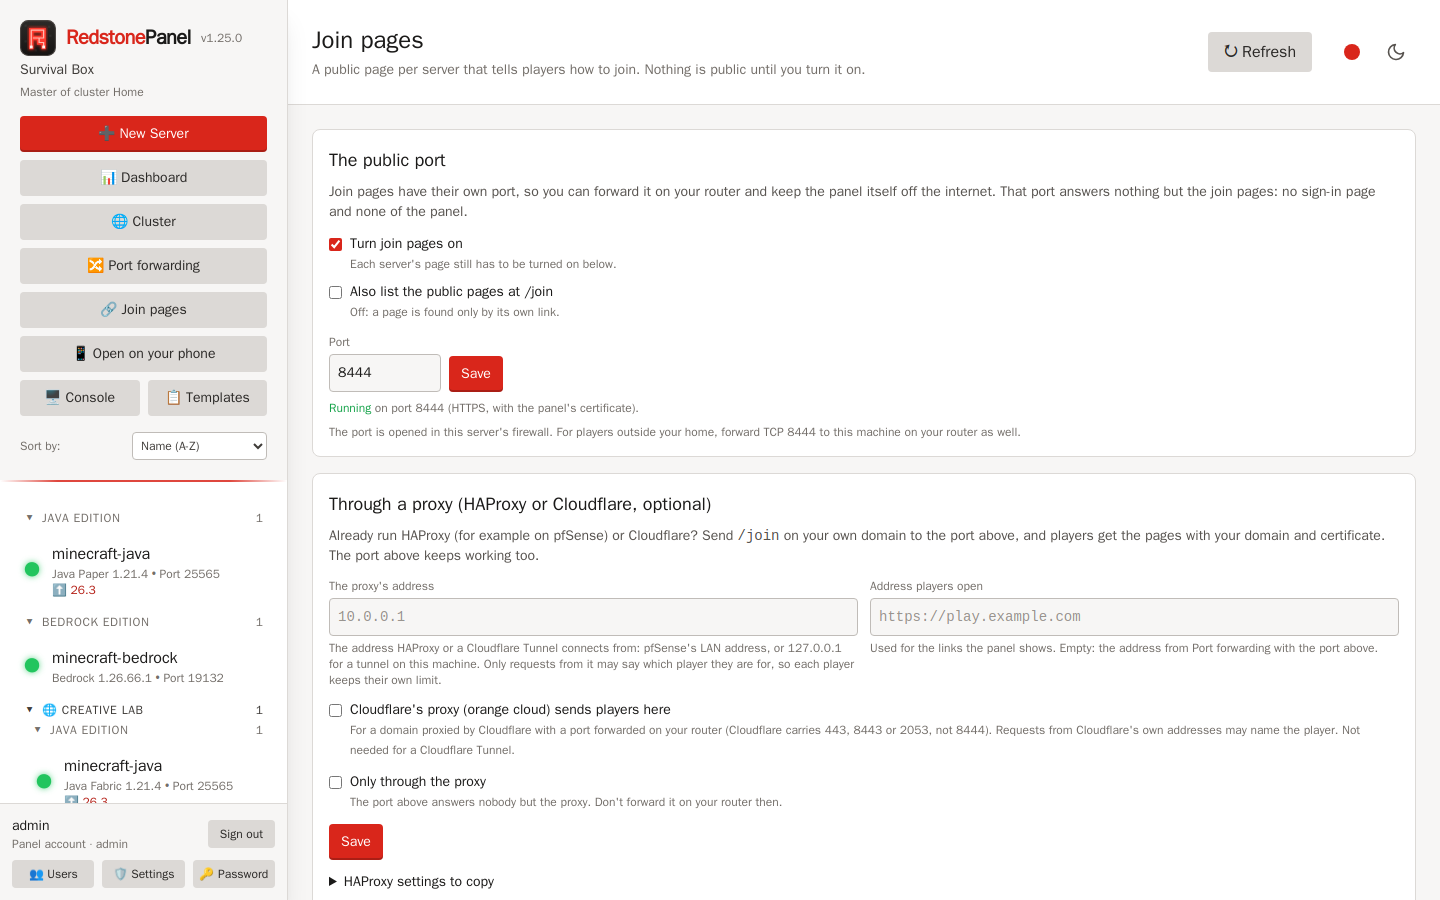 RedstonePanel v1.25.0
Survival Box
Master of cluster Home
New Server
Dashboard
Cluster
Port forwarding
Join pages
Open on your phone
Console
Templates
Sort by:
Name (A-Z)
JAVA EDITION 1
minecraft-java
Java Paper 1.21.4 • Port 25565
26.3
BEDROCK EDITION 1
minecraft-bedrock
Bedrock 1.26.66.1 • Port 19132
CREATIVE LAB 1
JAVA EDITION 1
minecraft-java
Java Fabric 1.21.4 • Port 25565
26.3
admin
Panel account · admin
Sign out
Users
Settings
Password
Join pages
A public page per server that tells players how to join. Nothing is public until you turn it on.
Refresh
The public port
Join pages have their own port, so you can forward it on your router and keep the panel itself off the internet. That port answers nothing but the join pages: no sign-in page
and none of the panel.
Turn join pages on
Each server's page still has to be turned on below.
Also list the public pages at /join
Off: a page is found only by its own link.
Port
8444
Save
Running on port 8444 (HTTPS, with the panel's certificate).
The port is opened in this server's firewall. For players outside your home, forward TCP 8444 to this machine on your router as well.
Through a proxy (HAProxy or Cloudflare, optional)
Already run HAProxy (for example on pfSense) or Cloudflare? Send /join on your own domain to the port above, and players get the pages with your domain and certificate.
The port above keeps working too.
The proxy's address
10.0.0.1
The address HAProxy or a Cloudflare Tunnel connects from: pfSense's LAN address, or 127.0.0.1
for a tunnel on this machine. Only requests from it may say which player they are for, so each player
keeps their own limit.
Address players open
https://play.example.com
Used for the links the panel shows. Empty: the address from Port forwarding with the port above.
Cloudflare's proxy (orange cloud) sends players here
For a domain proxied by Cloudflare with a port forwarded on your router (Cloudflare carries 443, 8443 or 2053, not 8444). Requests from Cloudflare's own addresses may name the player. Not
needed for a Cloudflare Tunnel.
Only through the proxy
The port above answers nobody but the proxy. Don't forward it on your router then.
Save
HAProxy settings to copy